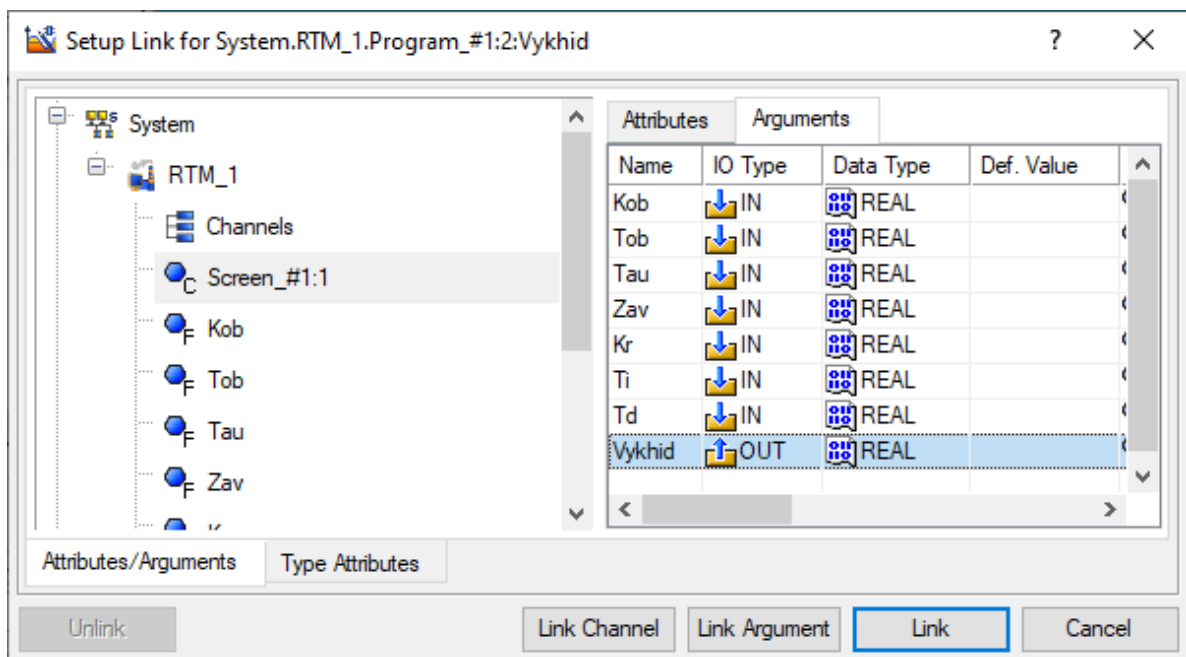 Setup Link for System.RTM_1.Program_#1:2:Vykhid ?
System
RTM_1
Channels
Screen_#1:1
Kob
Tob
Tau
Zav
Attributes Arguments
Name IO Type Data Type Def. Value
Kob IN REAL
Tob IN REAL
Tau IN REAL
Zav IN REAL
Kr IN REAL
Ti IN REAL
Td IN REAL
Vykhid OUT REAL
Attributes/Arguments Type Attributes
Unlink Link Channel Link Argument Link Cancel